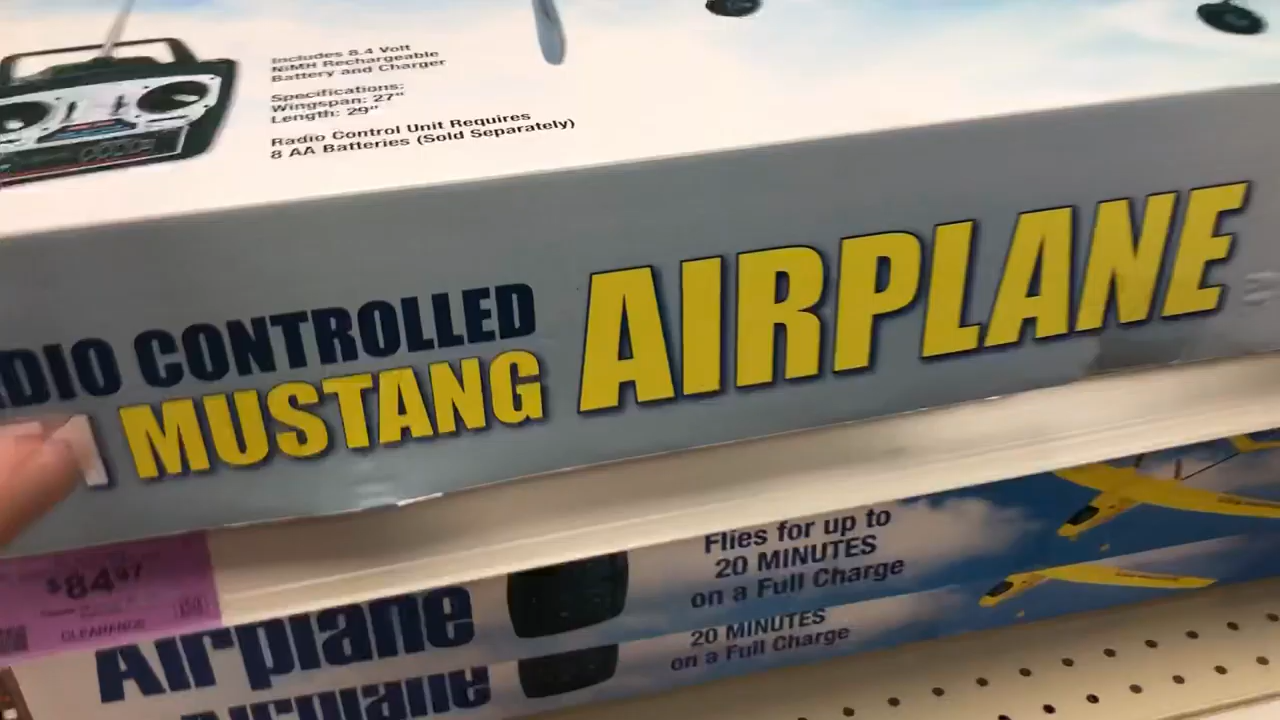 Includes 8.4 Volt
NiMH Rechargeable
Battery and Charger
Specifications:
Wingspan: 27"
Length: 29"
Radio Control Unit Requires
8 AA Batteries (Sold Separately)
DIO CONTROLLED
MUSTANG AIRPLANE
$84.97
CLEARANCE
Airplane
Flies for up to
20 MINUTES
on a Full Charge
Airplane
20 MINUTES
on a Full Charge